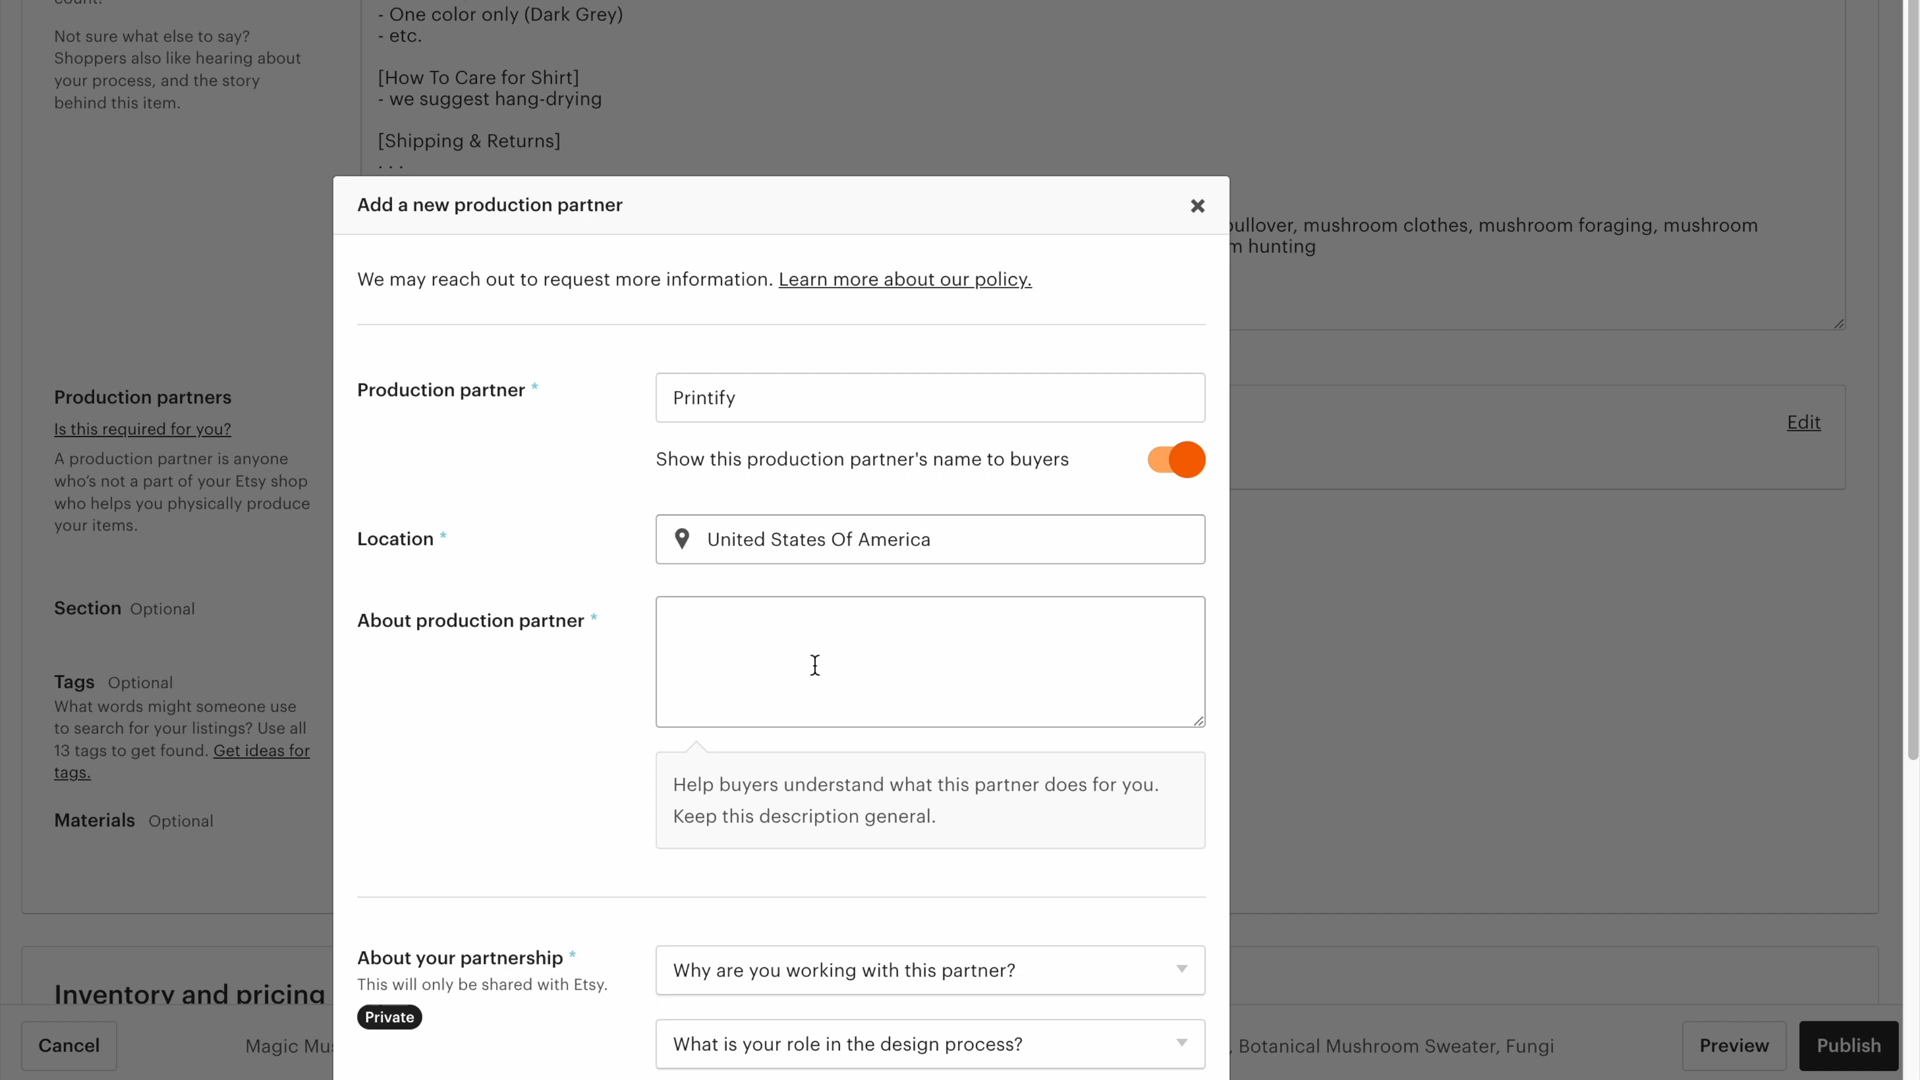 count?
Not sure what else to say?
Shoppers also like hearing about
your process, and the story
behind this item.
- One color only (Dark Grey)
- etc.
[How To Care for Shirt]
- we suggest hang-drying
[Shipping & Returns]
. . .
pullover, mushroom clothes, mushroom foraging, mushroom
hunting
Add a new production partner
×
We may reach out to request more information. Learn more about our policy.
Production partner *
Printify
Show this production partner's name to buyers
Location *
United States Of America
About production partner *
Help buyers understand what this partner does for you.
Keep this description general.
About your partnership *
This will only be shared with Etsy.
Private
Why are you working with this partner?
What is your role in the design process?
Production partners
Is this required for you?
A production partner is anyone
who's not a part of your Etsy shop
who helps you physically produce
your items.
Edit
Section Optional
Tags Optional
What words might someone use
to search for your listings? Use all
13 tags to get found. Get ideas for
tags.
Materials Optional
Inventory and pricing
Cancel
Magic
, Botanical Mushroom Sweater, Fungi
Preview
Publish